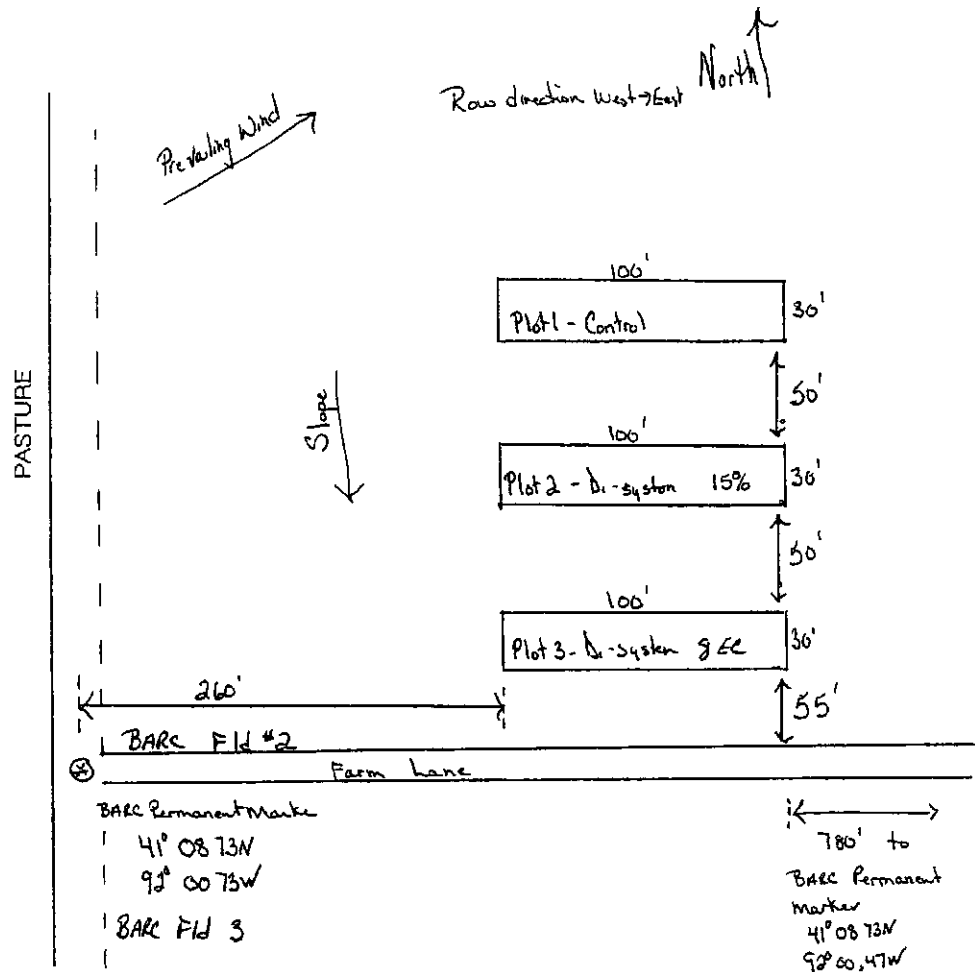 North
Row direction West→East
Prevailing Wind
100'
Plot 1 - Control
30'
50'
PASTURE
Slope
100'
Plot 2 - Di-syston 15%
30'
50'
100'
Plot 3 - Di-syston 8 EC
30'
260'
55'
BARC Fld #2
Farm Lane
BARC Permanent Marke
41° 08 73N
92° 00 73W
BARC Fld 3
780' to
BARC Permanent
Marker
41° 08 73N
92° 00,47W